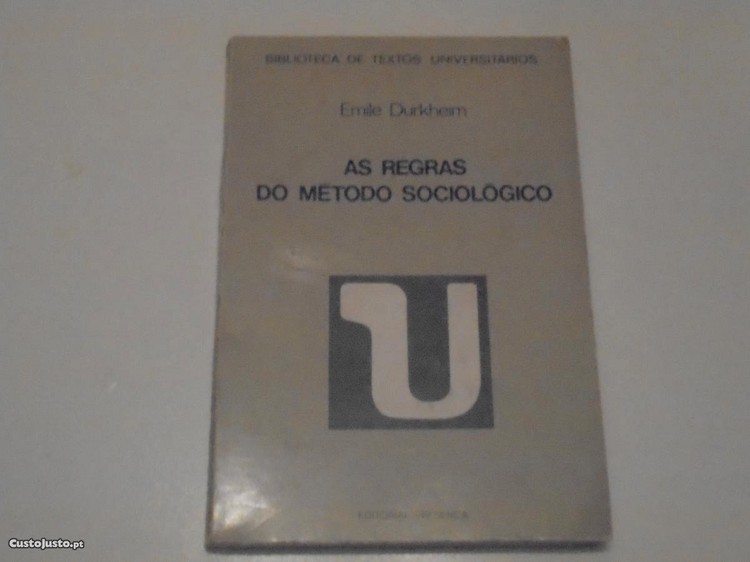 BIBLIOTECA DE TEXTOS UNIVERSITÁRIOS
Emile Durkheim
AS REGRAS
DO MÉTODO SOCIOLÓGICO
U
EDITORIAL PRESENÇA
CustoJusto.pt